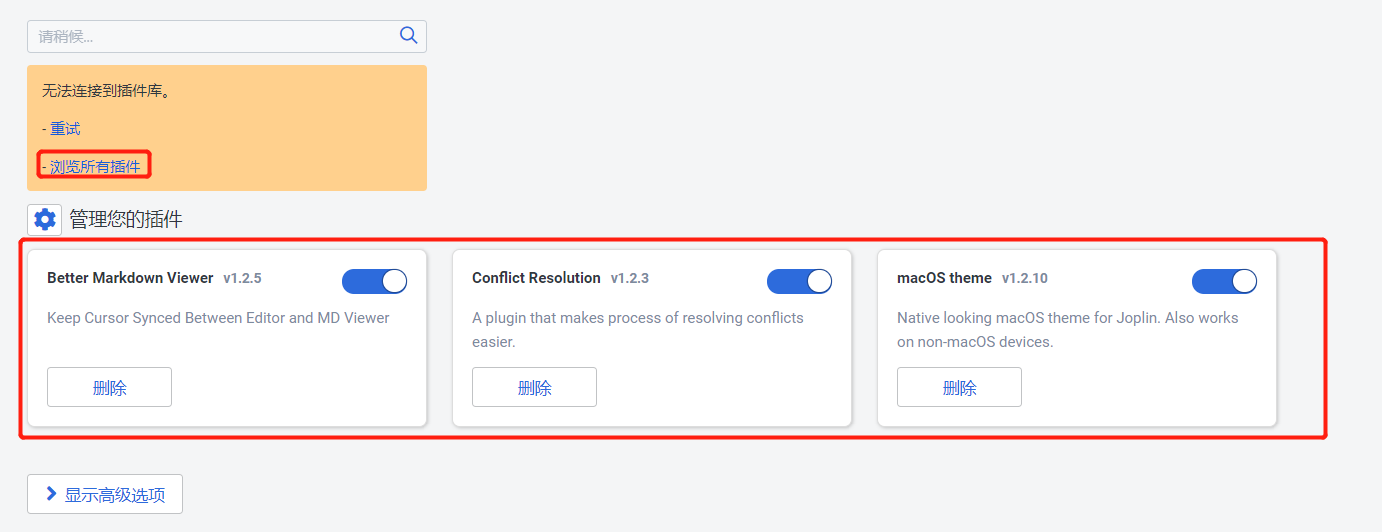 请稍候...
无法连接到插件库。
- 重试
- 浏览所有插件
管理您的插件
Better Markdown Viewer v1.2.5
Keep Cursor Synced Between Editor and MD Viewer
删除
Conflict Resolution v1.2.3
A plugin that makes process of resolving conflicts
easier.
删除
macOS theme v1.2.10
Native looking macOS theme for Joplin. Also works
on non-macOS devices.
删除
显示高级选项